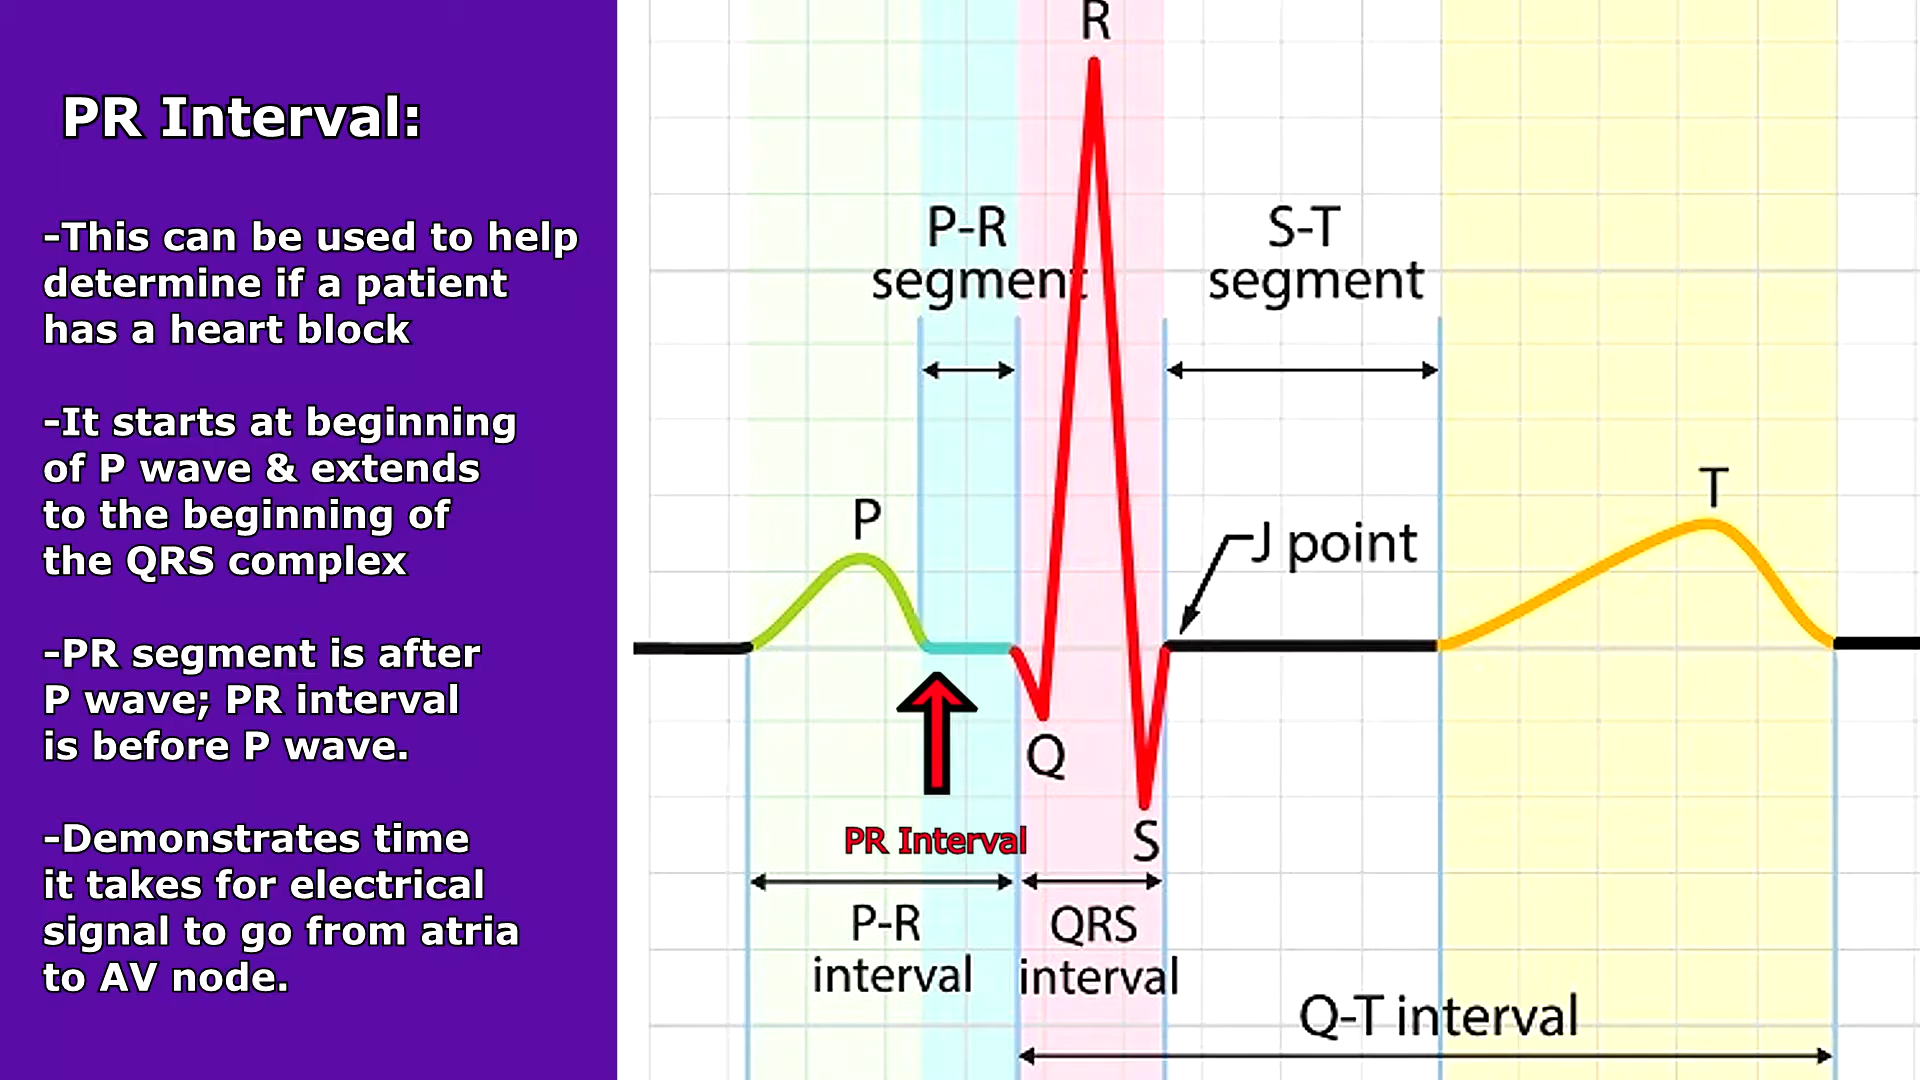 PR Interval:
-This can be used to help
determine if a patient
has a heart block
-It starts at beginning
of P wave & extends
to the beginning of
the QRS complex
-PR segment is after
P wave; PR interval
is before P wave.
-Demonstrates time
it takes for electrical
signal to go from atria
to AV node.
R
P-R
segment
S-T
segment
P
T
J point
Q
S
PR Interval
P-R
interval
QRS
interval
Q-T interval